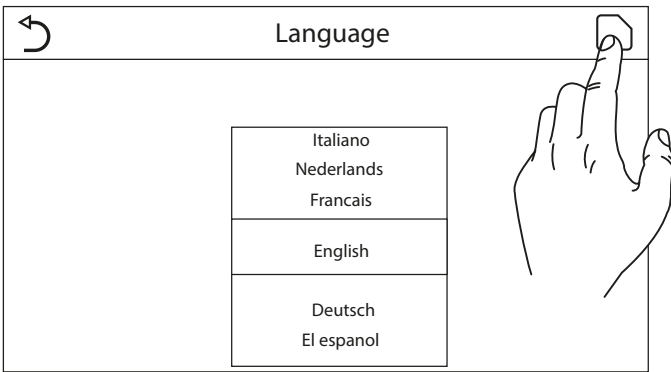 Language
Italiano
Nederlands
Francais
English
Deutsch
El espanol